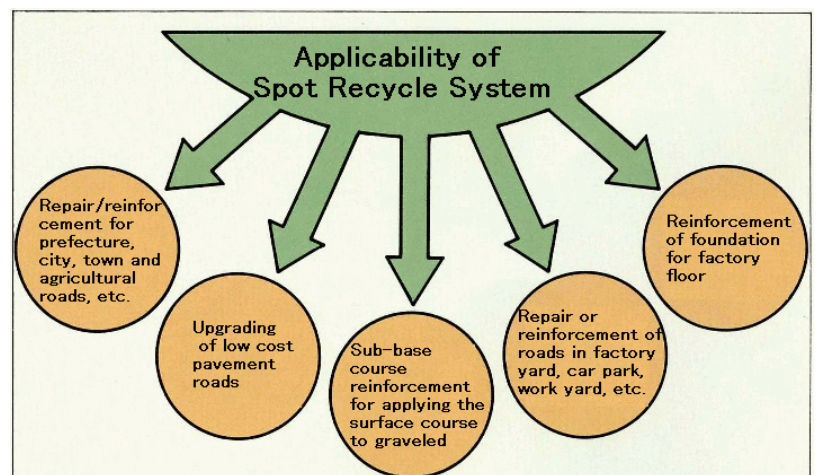 Applicability of
Spot Recycle System
Repair/reinfor
cement for
prefecture,
city, town and
agricultural
roads, etc.
Upgrading
of low cost
pavement
roads
Sub-base
course
reinforcement
for applying the
surface course
to graveled
Repair or
reinforcement of
roads in factory
yard, car park,
work yard, etc.
Reinforcement
of foundation
for factory
floor